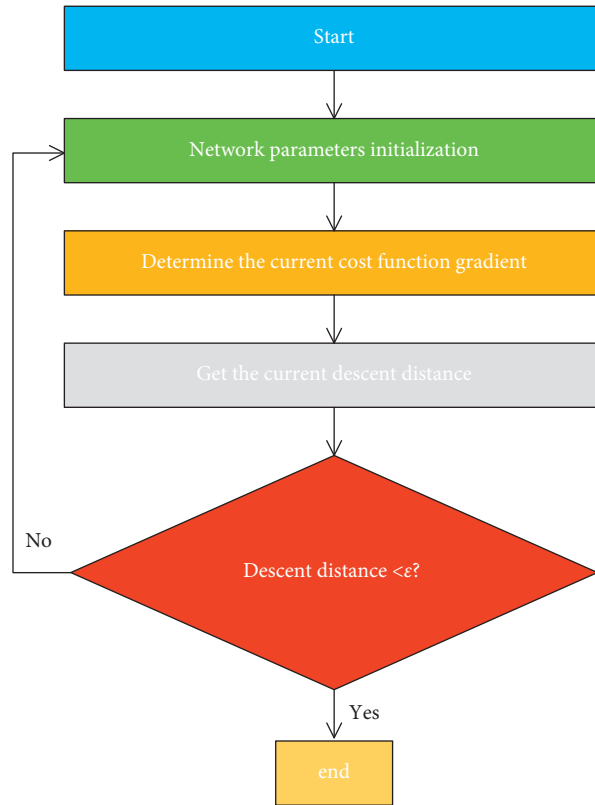 Start
Network parameters initialization
Determine the current cost function gradient
Get the current descent distance
No
Descent distance <ε?
Yes
end